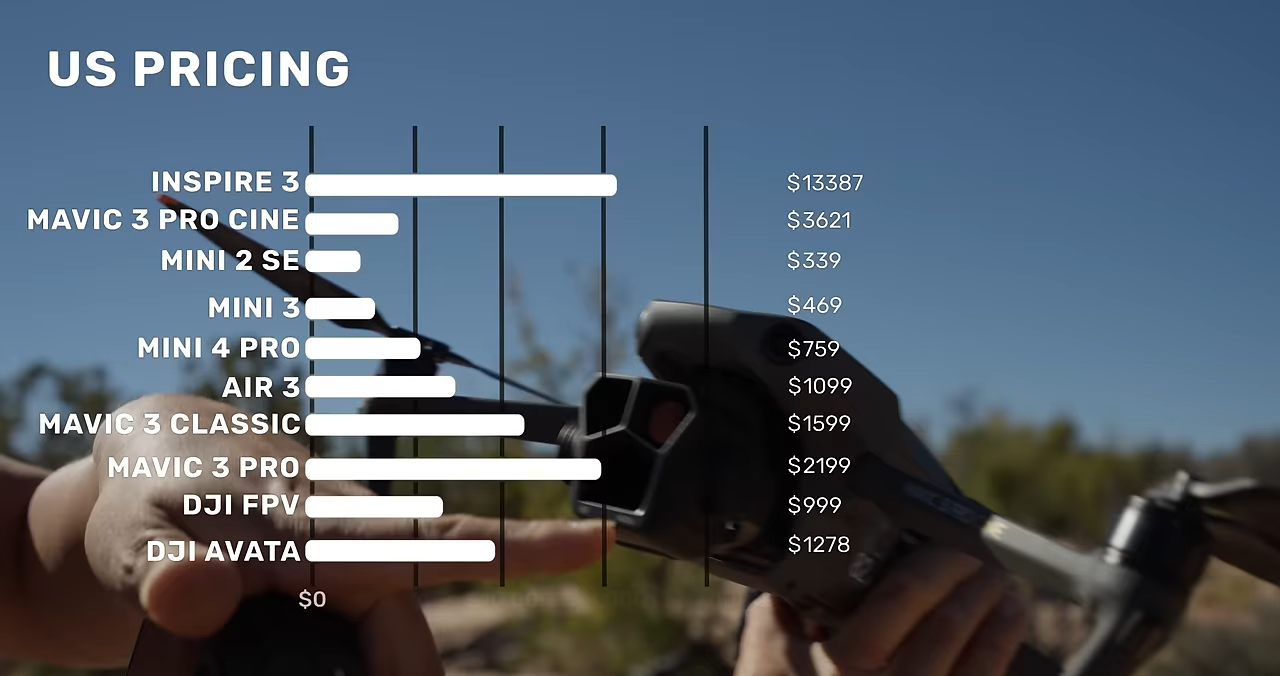 US PRICING
INSPIRE 3 $13387
MAVIC 3 PRO CINE $3621
MINI 2 SE $339
MINI 3 $469
MINI 4 PRO $759
AIR 3 $1099
MAVIC 3 CLASSIC $1599
MAVIC 3 PRO $2199
DJI FPV $999
DJI AVATA $1278
$0